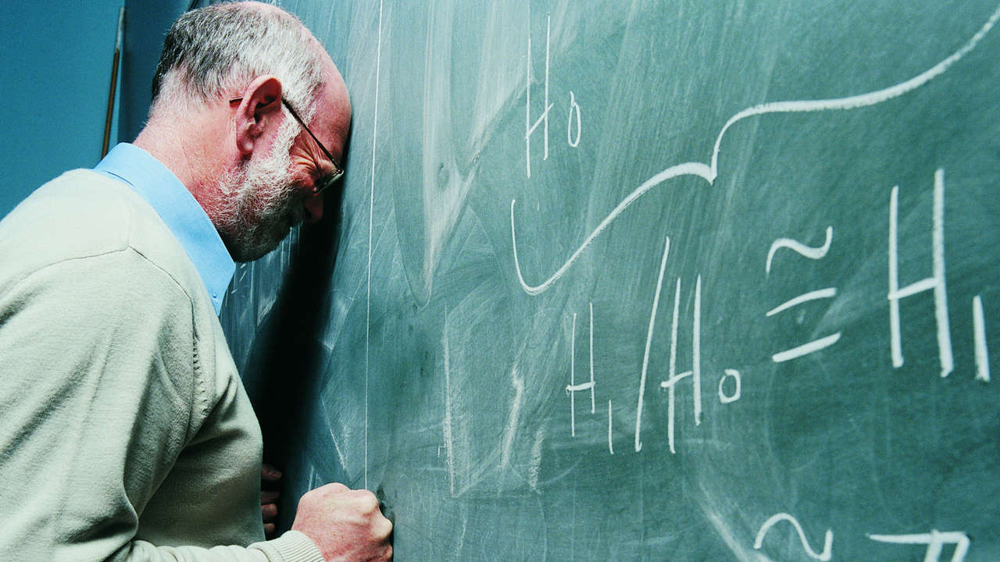 H₀
H₁/H₀ ≅ H₁
~